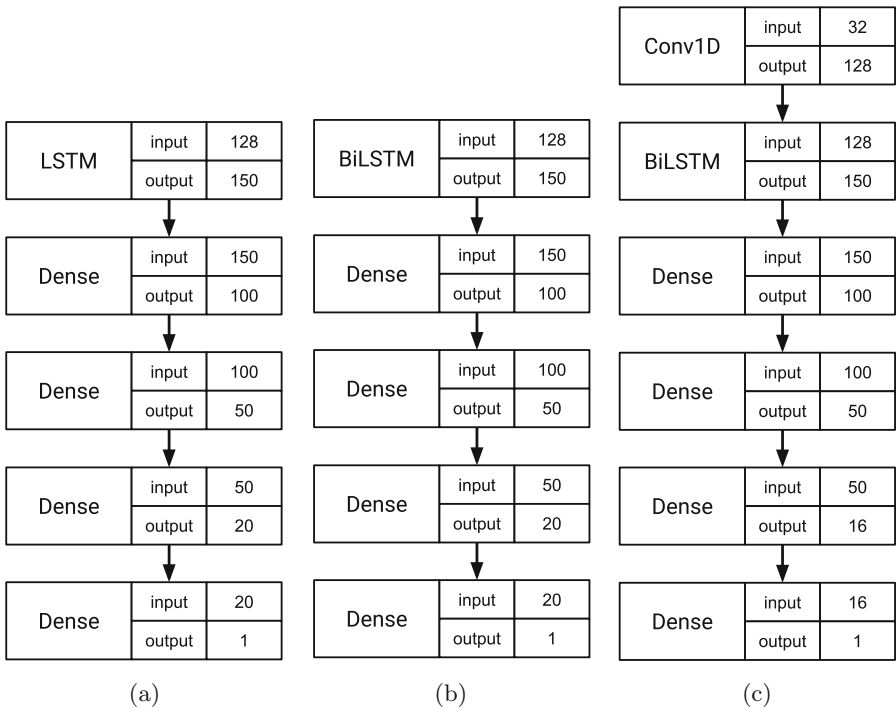 LSTM
input 128
output 150
Dense
input 150
output 100
Dense
input 100
output 50
Dense
input 50
output 20
Dense
input 20
output 1
(a)
BiLSTM
input 128
output 150
Dense
input 150
output 100
Dense
input 100
output 50
Dense
input 50
output 20
Dense
input 20
output 1
(b)
Conv1D
input 32
output 128
BiLSTM
input 128
output 150
Dense
input 150
output 100
Dense
input 100
output 50
Dense
input 50
output 16
Dense
input 16
output 1
(c)